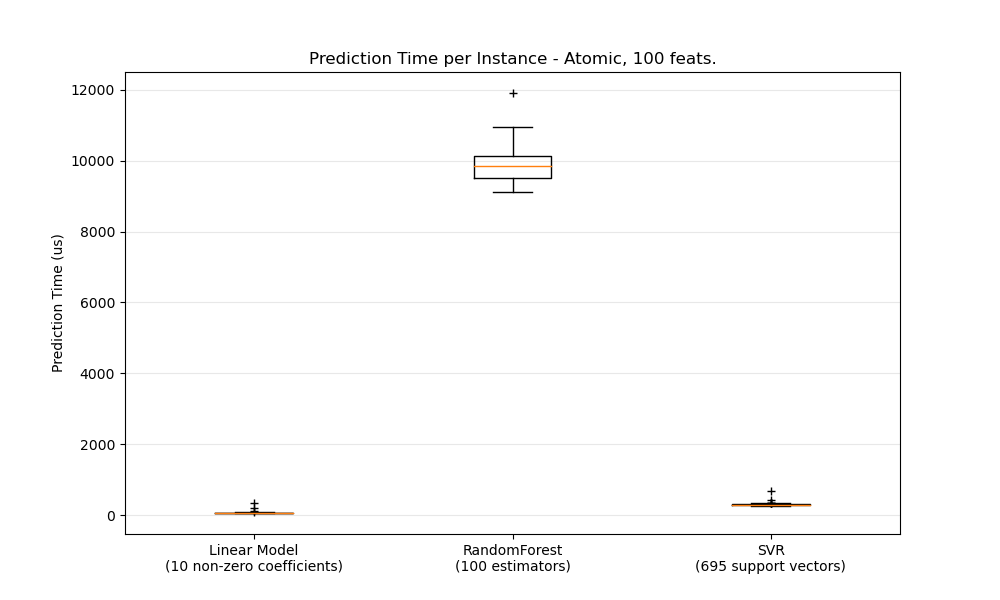 Prediction Time per Instance - Atomic, 100 feats.
Prediction Time (us)
12000
10000
8000
6000
4000
2000
0
Linear Model
(10 non-zero coefficients)
RandomForest
(100 estimators)
SVR
(695 support vectors)